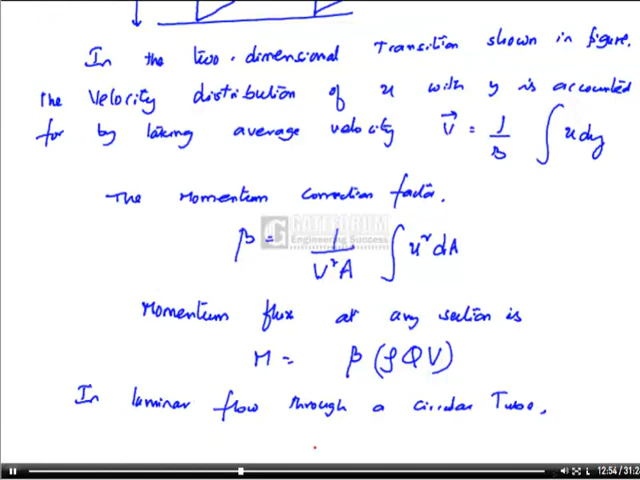 In the two-dimensional Transition shown in figure.
The Velocity distribution of u with y is accounted
for by taking average velocity V⃗ = 1/B ∫ u dy
The Momentum Correction factor.
GATEFORUM
Engineering Success
β = 1/(V²A) ∫ u² dA
Momentum flux at any section is
M = β (ρ Q V)
In laminar flow through a circular Tube,
12:54/31:2